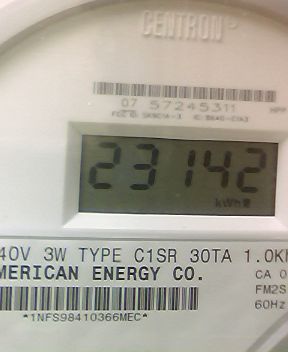 CENTRON
07 57245311
23142
kWh
40V 3W TYPE C1SR 30TA 1.0K
MERICAN ENERGY CO.
CA 0
FM2S
60Hz
*1NFS98410366MEC*